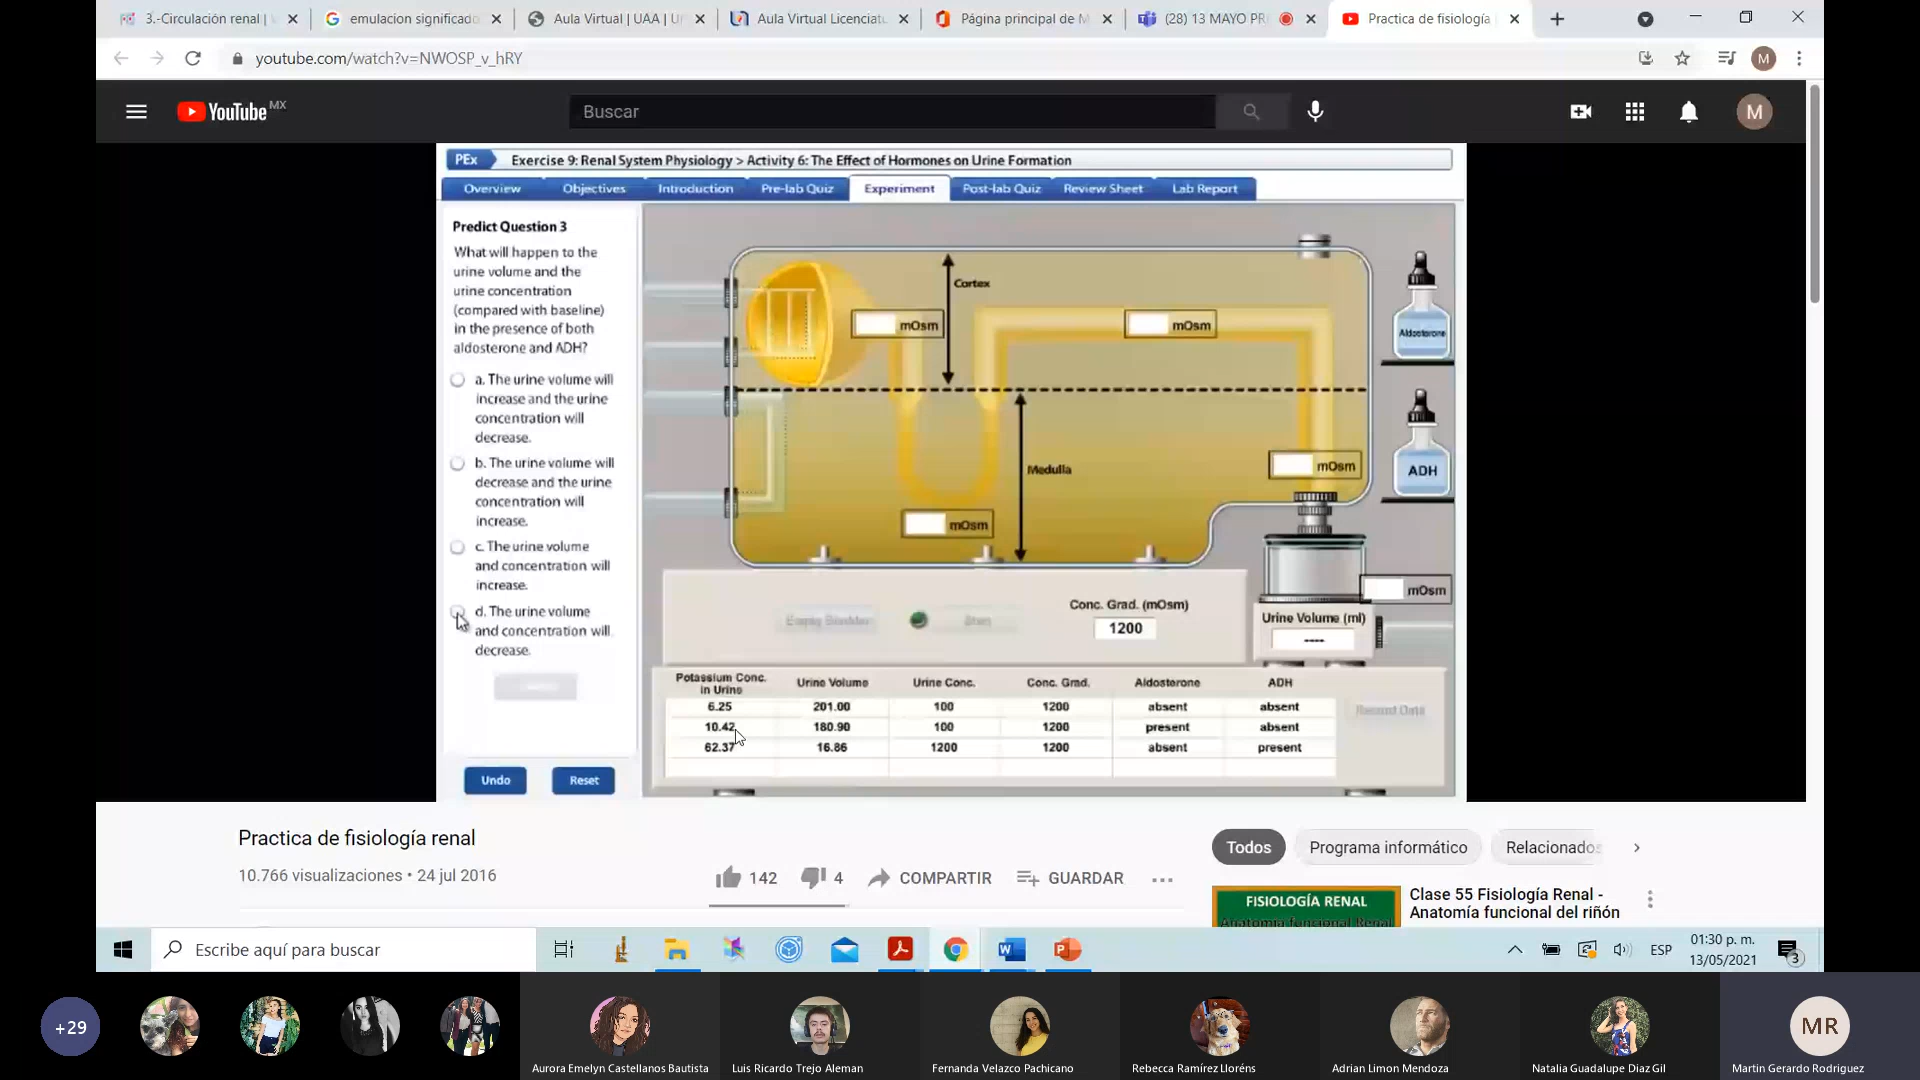 3.-Circulación renal |
emulacion significado
Aula Virtual | UAA | U
Aula Virtual Licenciatu
Página principal de M
(28) 13 MAYO PR
Practica de fisiología
youtube.com/watch?v=NWOSP_v_hRY
M
YouTube MX
Buscar
M
PEx Exercise 9: Renal System Physiology > Activity 6: The Effect of Hormones on Urine Formation
Overview Objectives Introduction Pre-lab Quiz Experiment Post-lab Quiz Review Sheet Lab Report
Predict Question 3
What will happen to the
urine volume and the
urine concentration
(compared with baseline)
in the presence of both
aldosterone and ADH?
a. The urine volume will
increase and the urine
concentration will
decrease.
b. The urine volume will
decrease and the urine
concentration will
increase.
c. The urine volume
and concentration will
increase.
d. The urine volume
and concentration will
decrease.
Undo Reset
Cortex
mOsm
mOsm
Aldosterone
Medulla
mOsm
ADH
mOsm
mOsm
Empty Bladder
Start
Conc. Grad. (mOsm)
1200
Urine Volume (ml)
----
Potassium Conc. in Urine Urine Volume Urine Conc. Conc. Grad. Aldosterone ADH
6.25 201.00 100 1200 absent absent
10.42 180.90 100 1200 present absent
62.37 16.86 1200 1200 absent present
Record Data
Practica de fisiología renal
10.766 visualizaciones • 24 jul 2016
142 4 COMPARTIR GUARDAR
Todos Programa informático Relacionados
FISIOLOGÍA RENAL
Anatomía funcional Renal
Clase 55 Fisiología Renal -
Anatomía funcional del riñón
Escribe aquí para buscar
ESP
01:30 p. m.
13/05/2021
3
+29
Aurora Emelyn Castellanos Bautista
Luis Ricardo Trejo Aleman
Fernanda Velazco Pachicano
Rebecca Ramírez Lloréns
Adrian Limon Mendoza
Natalia Guadalupe Diaz Gil
MR
Martin Gerardo Rodriguez